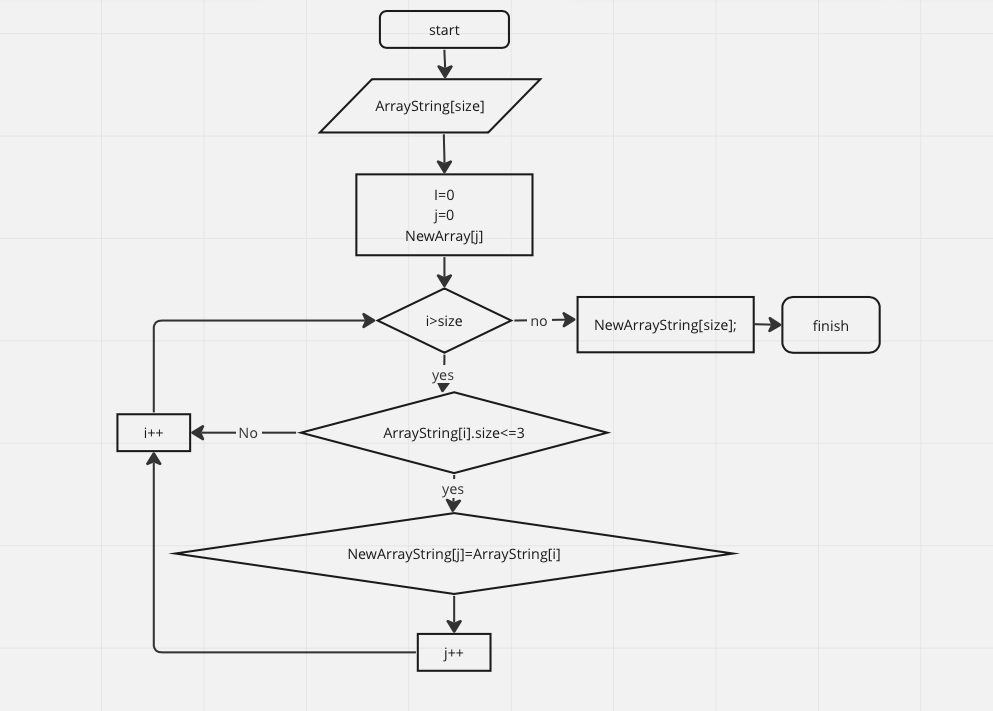 start
ArrayString[size]
I=0
j=0
NewArray[j]
i>size
no
NewArrayString[size];
finish
yes
i++
No
ArrayString[i].size<=3
yes
NewArrayString[j]=ArrayString[i]
j++